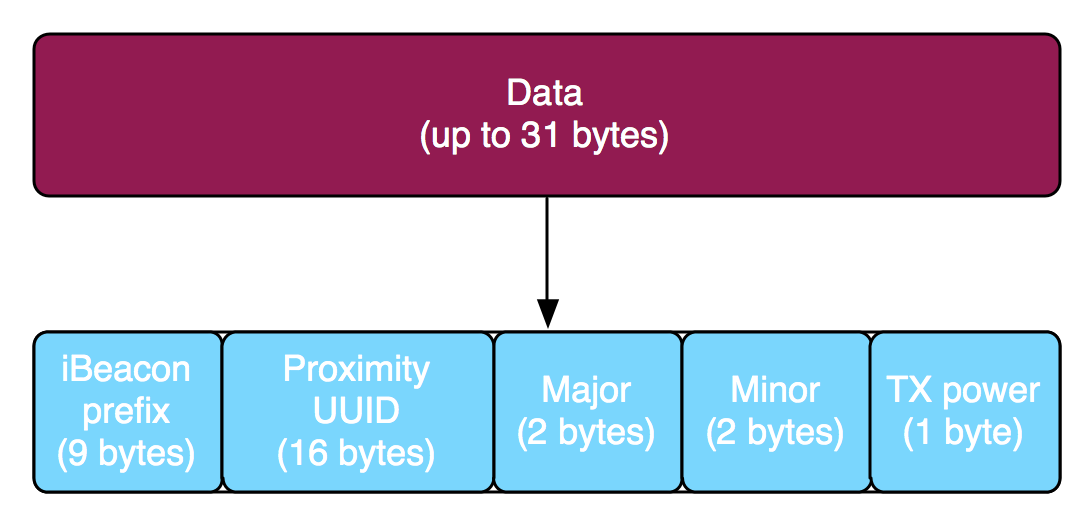 Data
(up to 31 bytes)
iBeacon
prefix
(9 bytes)
Proximity
UUID
(16 bytes)
Major
(2 bytes)
Minor
(2 bytes)
TX power
(1 byte)